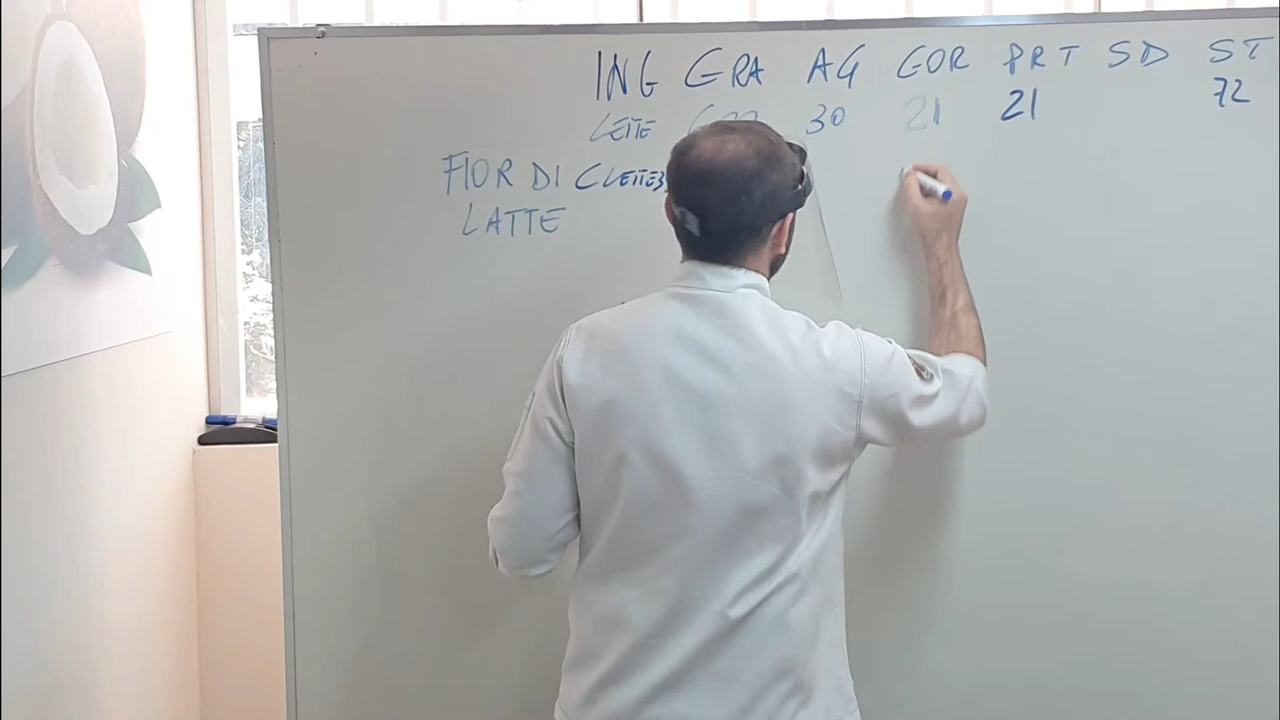 ING GRA AG GOR PRT SD ST
LEITE 30 21 21 72
FIOR DI
LATTE